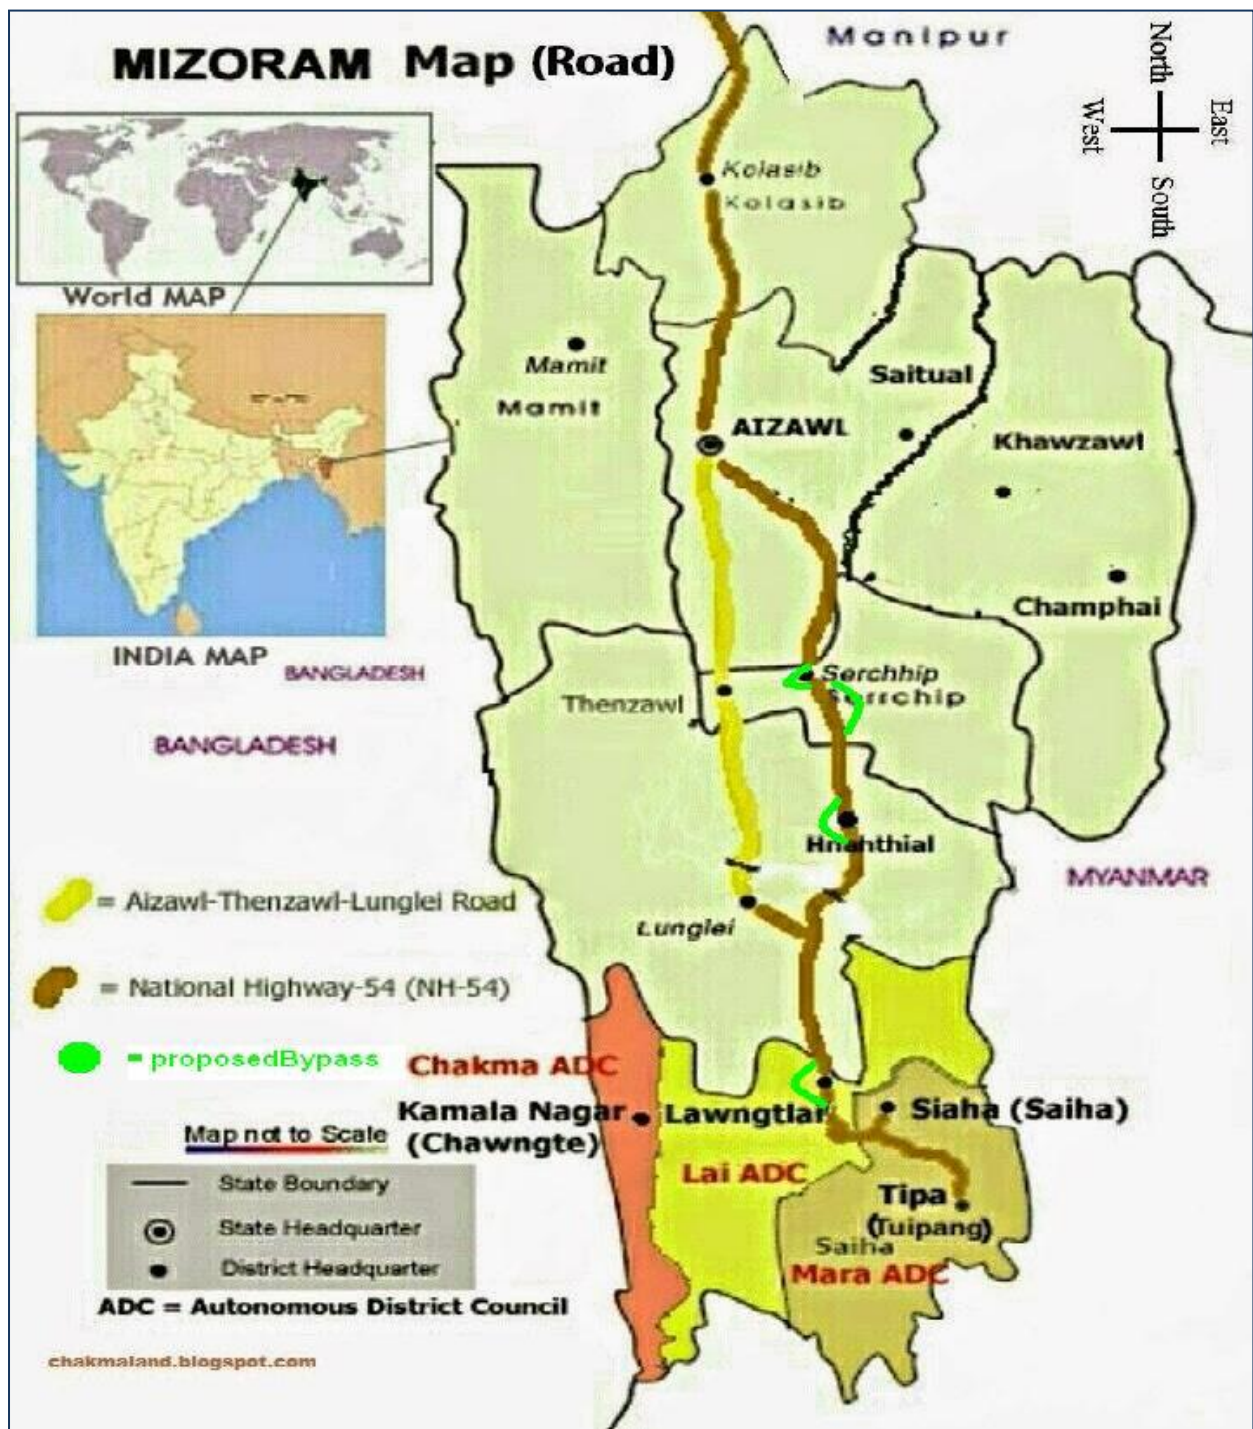 MIZORAM Map (Road)
Manipur
North
West
East
South
Kolasib
Kolasib
World MAP
Mamit
Mamit
Saitual
AIZAWL
Khawzawl
Champhai
INDIA MAP
BANGLADESH
Serchhip
Serrchip
Thenzawl
BANGLADESH
Hnahthial
MYANMAR
= Aizawl-Thenzawl-Lunglei Road
Lunglei
= National Highway-54 (NH-54)
= proposedBypass
Chakma ADC
Kamala Nagar
(Chawngte)
Lawngtlar
Siaha (Saiha)
Map not to Scale
Lai ADC
State Boundary
Tipa
(Tuipang)
State Headquarter
Saiha
Mara ADC
District Headquarter
ADC = Autonomous District Council
chakmaland.blogspot.com